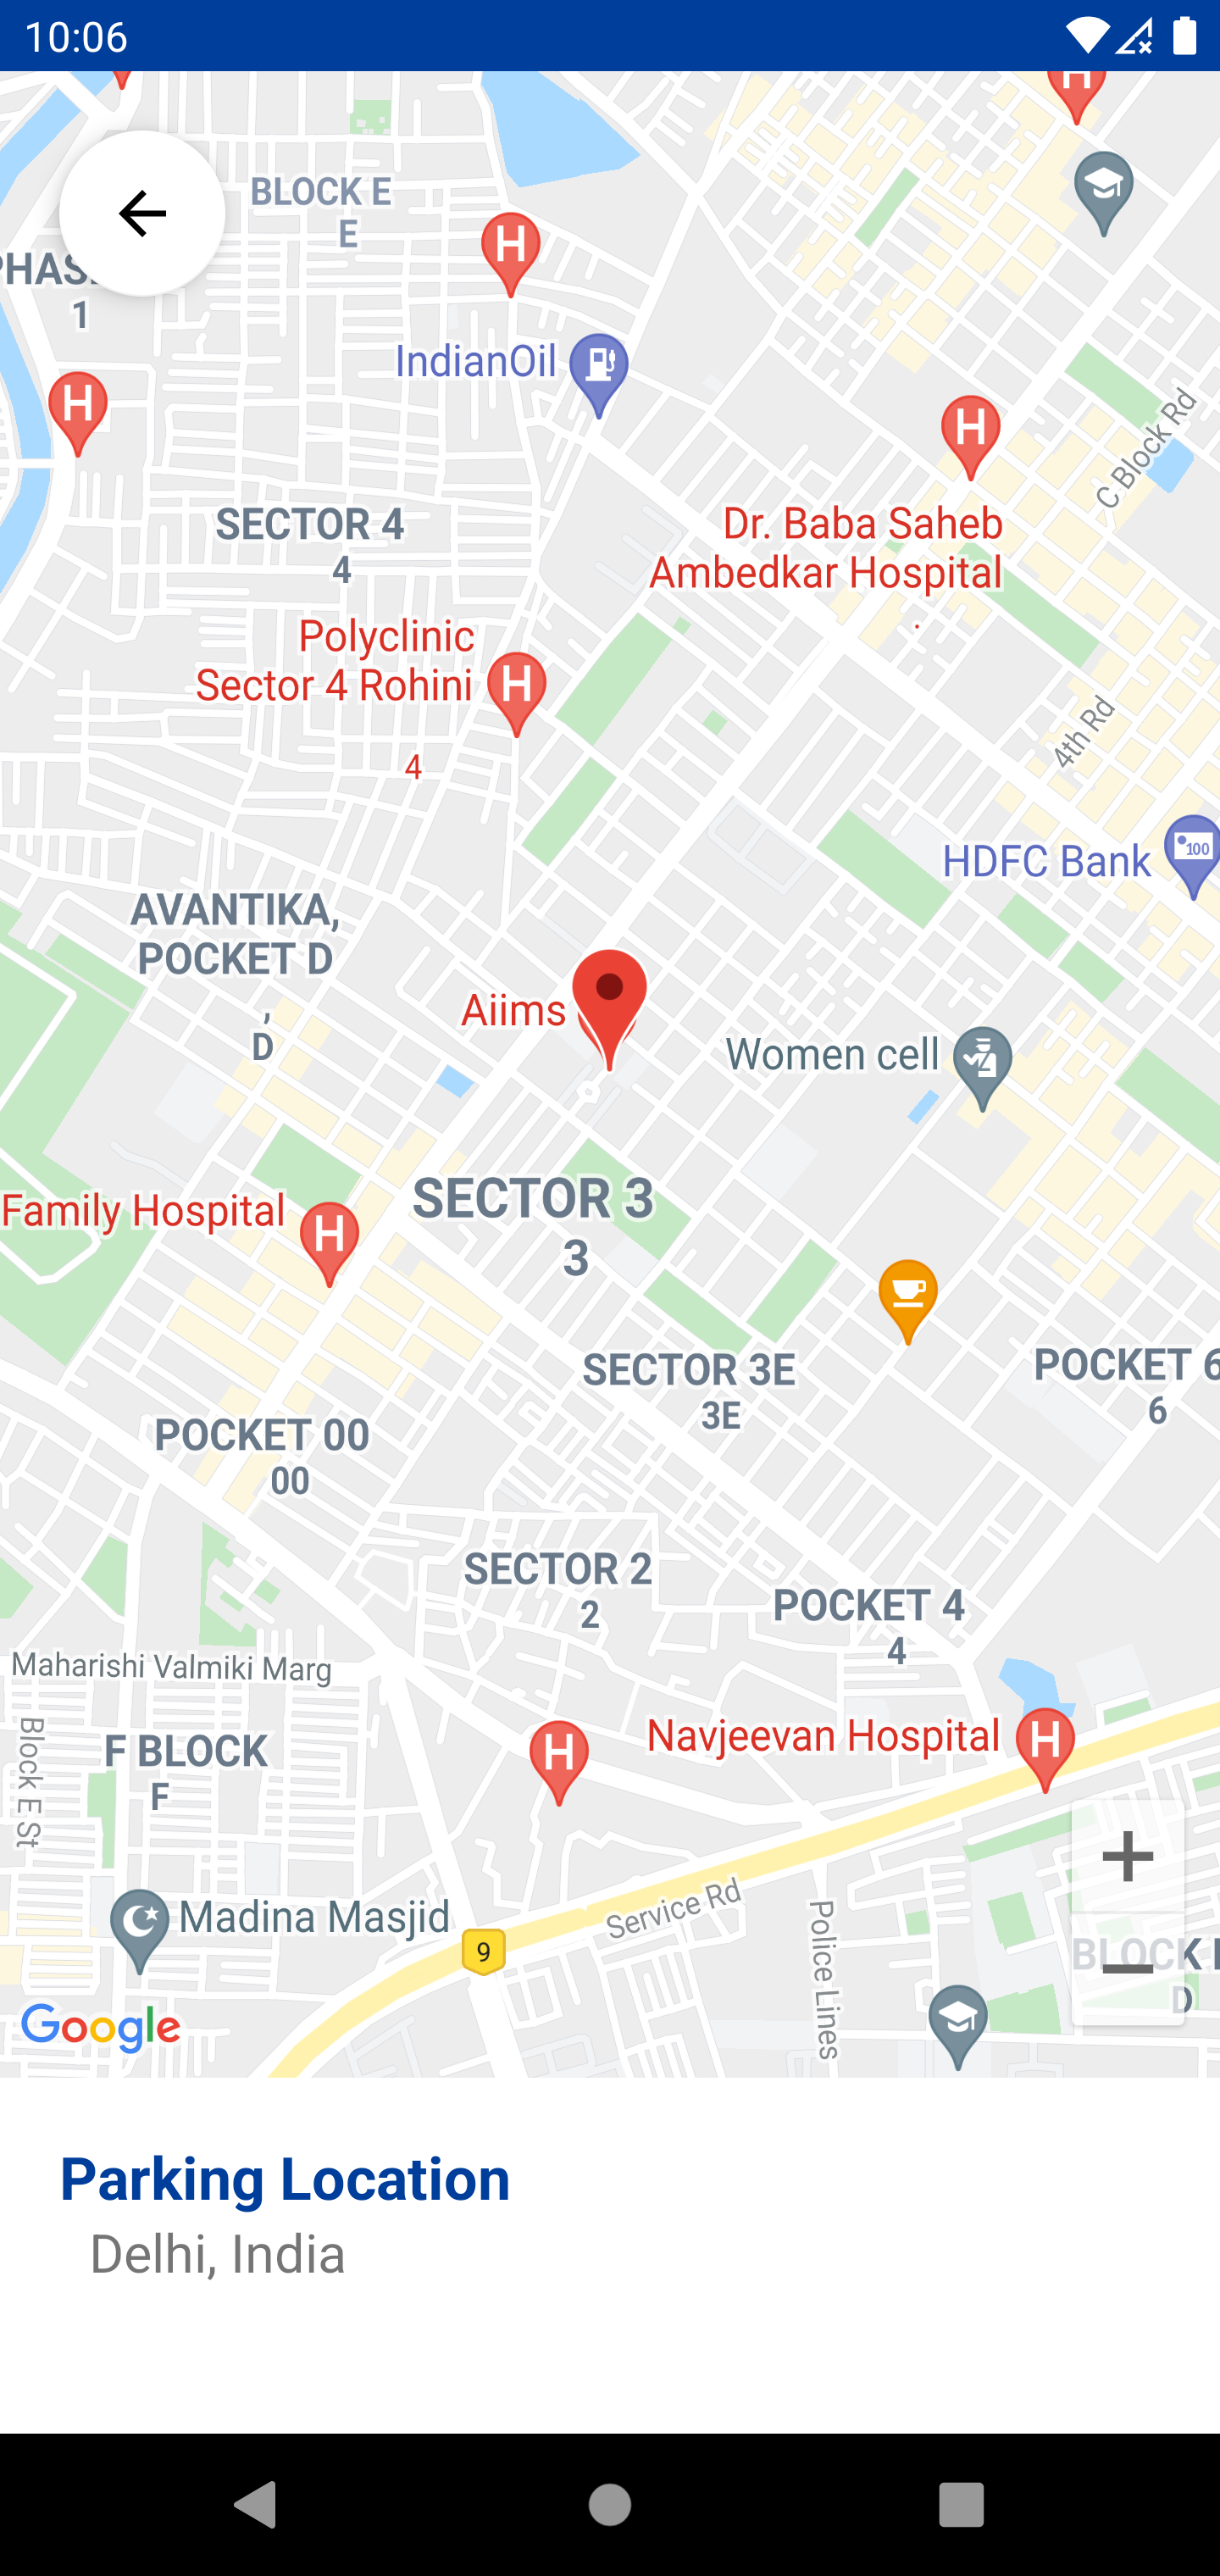 10:06
BLOCK E
E
1
H
H
IndianOil
H
H
C Block Rd
SECTOR 4
4
Dr. Baba Saheb
Ambedkar Hospital
Polyclinic
Sector 4 Rohini
H
4
4th Rd
HDFC Bank
100
AVANTIKA,
POCKET D
,
D
Aiims
Women cell
Family Hospital
H
SECTOR 3
3
SECTOR 3E
3E
POCKET 6
6
POCKET 00
00
SECTOR 2
2
POCKET 4
4
Maharishi Valmiki Marg
Block E St
F BLOCK
F
H
Navjeevan Hospital
H
Madina Masjid
9
Service Rd
Police Lines
BLOCK
D
Google
Parking Location
Delhi, India